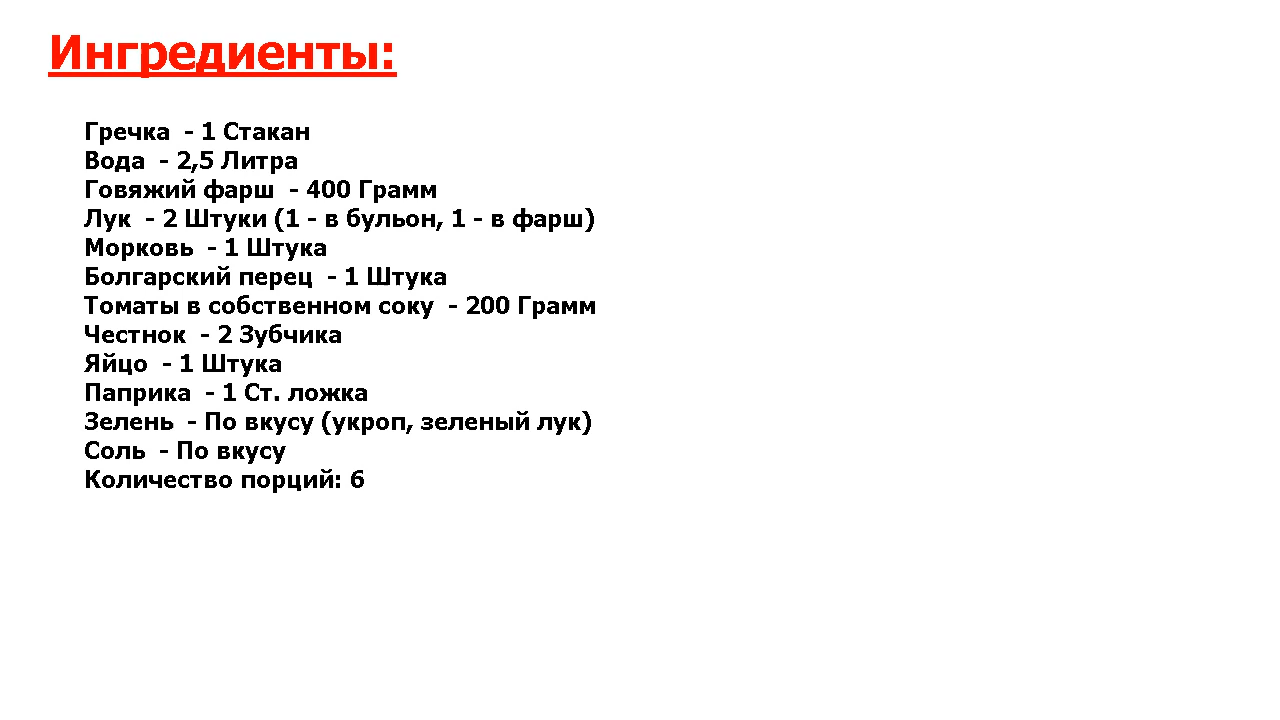 Ингредиенты:
Гречка - 1 Стакан
Вода - 2,5 Литра
Говяжий фарш - 400 Грамм
Лук - 2 Штуки (1 - в бульон, 1 - в фарш)
Морковь - 1 Штука
Болгарский перец - 1 Штука
Томаты в собственном соку - 200 Грамм
Честнок - 2 Зубчика
Яйцо - 1 Штука
Паприка - 1 Ст. ложка
Зелень - По вкусу (укроп, зеленый лук)
Соль - По вкусу
Количество порций: 6